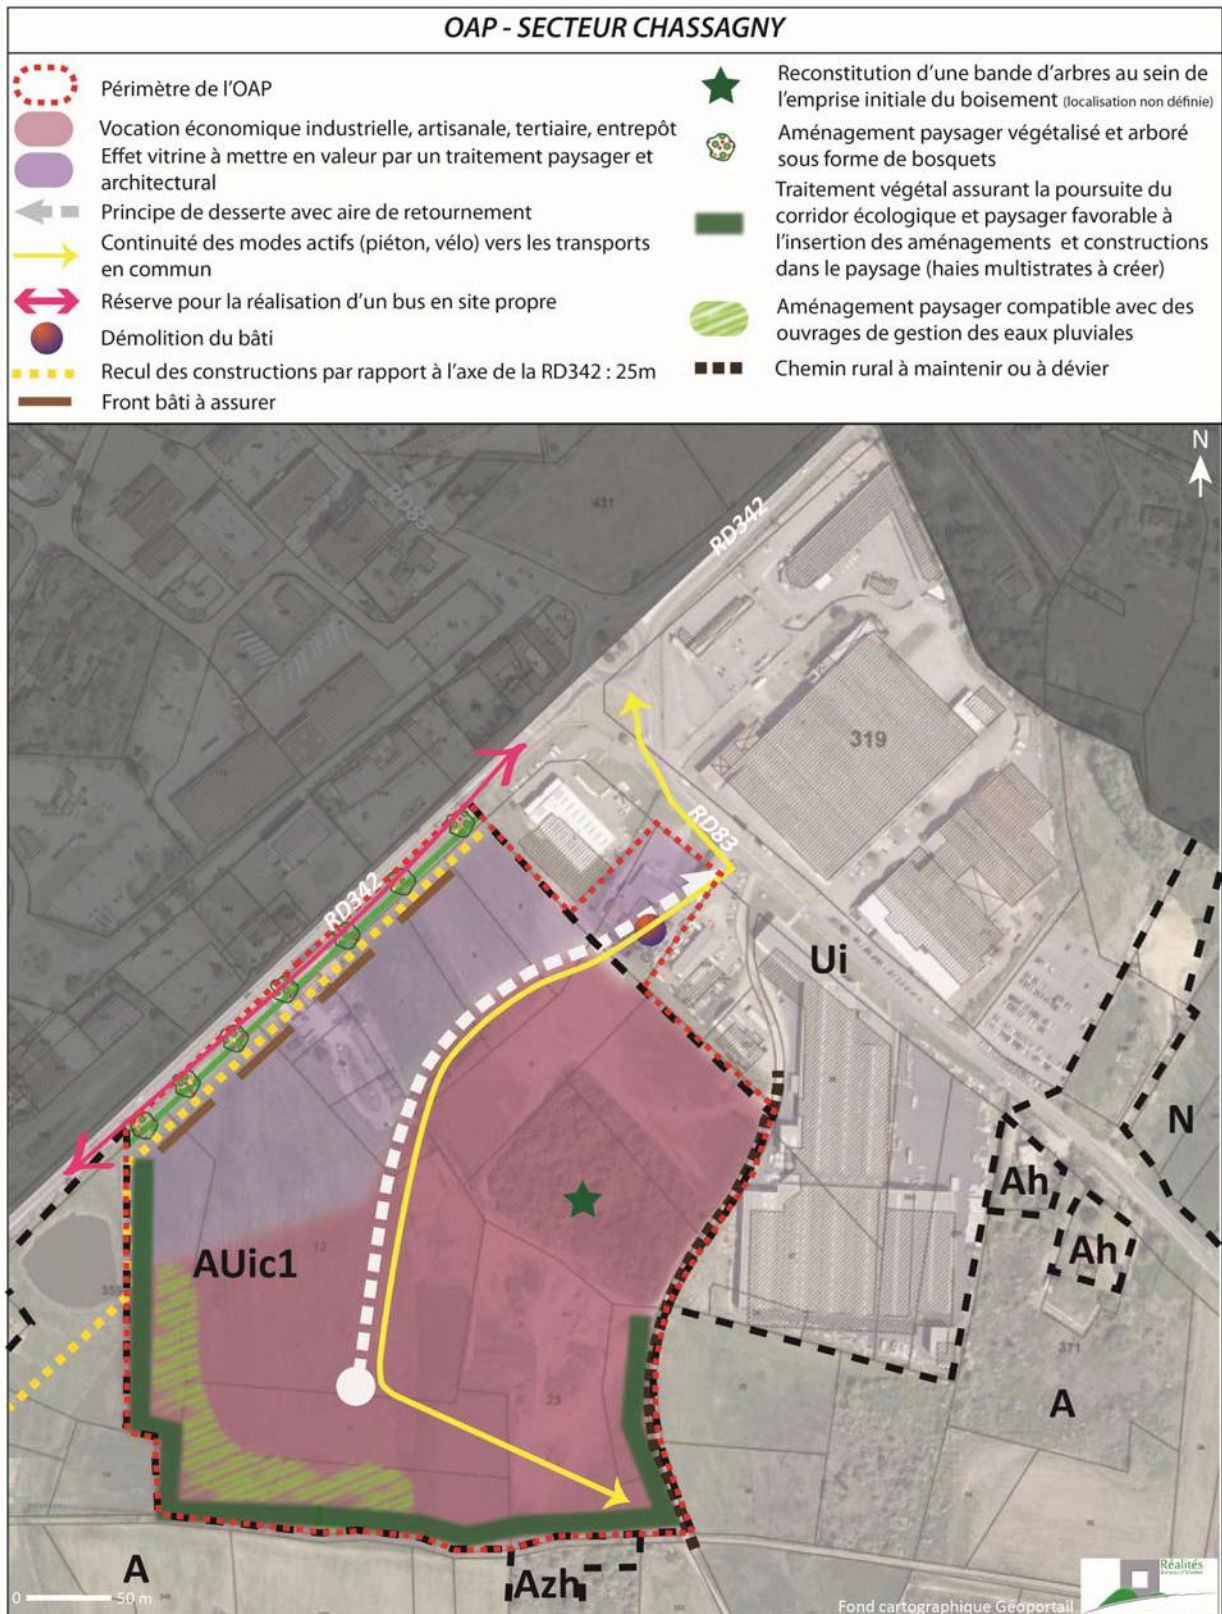 OAP - SECTEUR CHASSAGNY
Périmètre de l'OAP
Vocation économique industrielle, artisanale, tertiaire, entrepôt
Effet vitrine à mettre en valeur par un traitement paysager et
architectural
Principe de desserte avec aire de retournement
Continuité des modes actifs (piéton, vélo) vers les transports
en commun
Réserve pour la réalisation d'un bus en site propre
Démolition du bâti
Recul des constructions par rapport à l'axe de la RD342 : 25m
Front bâti à assurer
Reconstitution d'une bande d'arbres au sein de
l'emprise initiale du boisement (localisation non définie)
Aménagement paysager végétalisé et arboré
sous forme de bosquets
Traitement végétal assurant la poursuite du
corridor écologique et paysager favorable à
l'insertion des aménagements et constructions
dans le paysage (haies multistrates à créer)
Aménagement paysager compatible avec des
ouvrages de gestion des eaux pluviales
Chemin rural à maintenir ou à dévier
N
RD83
431
RD342
319
RD83
RD342
Ui
N
Ah
Ah
12
AUic1
371
23
A
A
Azh
0
50 m
Réalités
Fond cartographique Géoportail